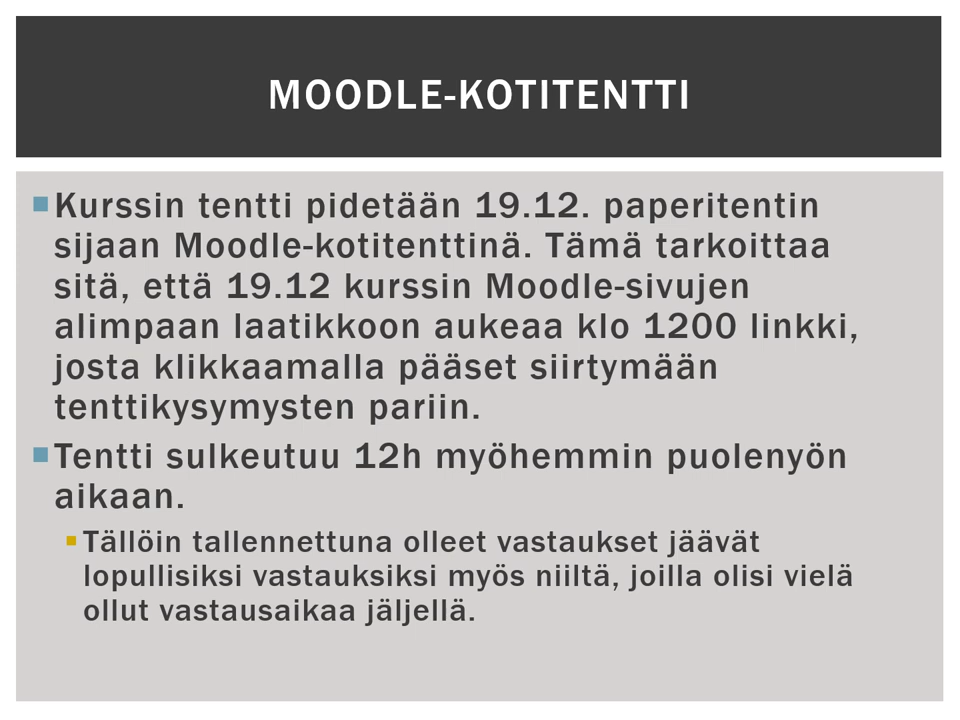 MOODLE-KOTITENTTI
Kurssin tentti pidetään 19.12. paperitentin
sijaan Moodle-kotitenttinä. Tämä tarkoittaa
sitä, että 19.12 kurssin Moodle-sivujen
alimpaan laatikkoon aukeaa klo 1200 linkki,
josta klikkaamalla pääset siirtymään
tenttikysymysten pariin.
Tentti sulkeutuu 12h myöhemmin puolenyön
aikaan.
Tällöin tallennettuna olleet vastaukset jäävät
lopullisiksi vastauksiksi myös niiltä, joilla olisi vielä
ollut vastausaikaa jäljellä.